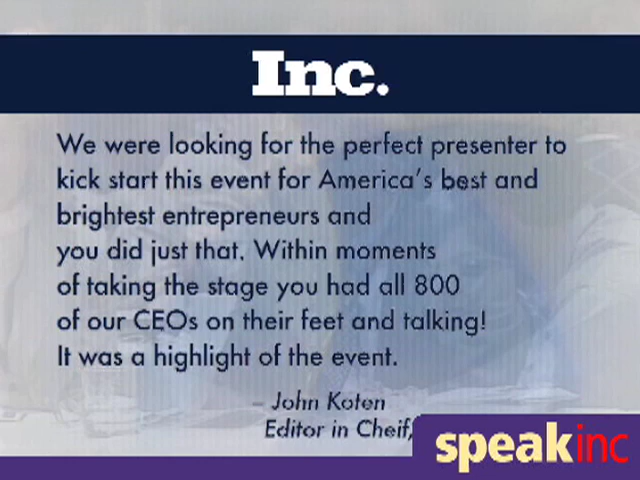 Inc.
We were looking for the perfect presenter to
kick start this event for America's best and
brightest entrepreneurs and
you did just that. Within moments
of taking the stage you had all 800
of our CEOs on their feet and talking!
It was a highlight of the event.
– John Koten
Editor in Cheif,
speakinc